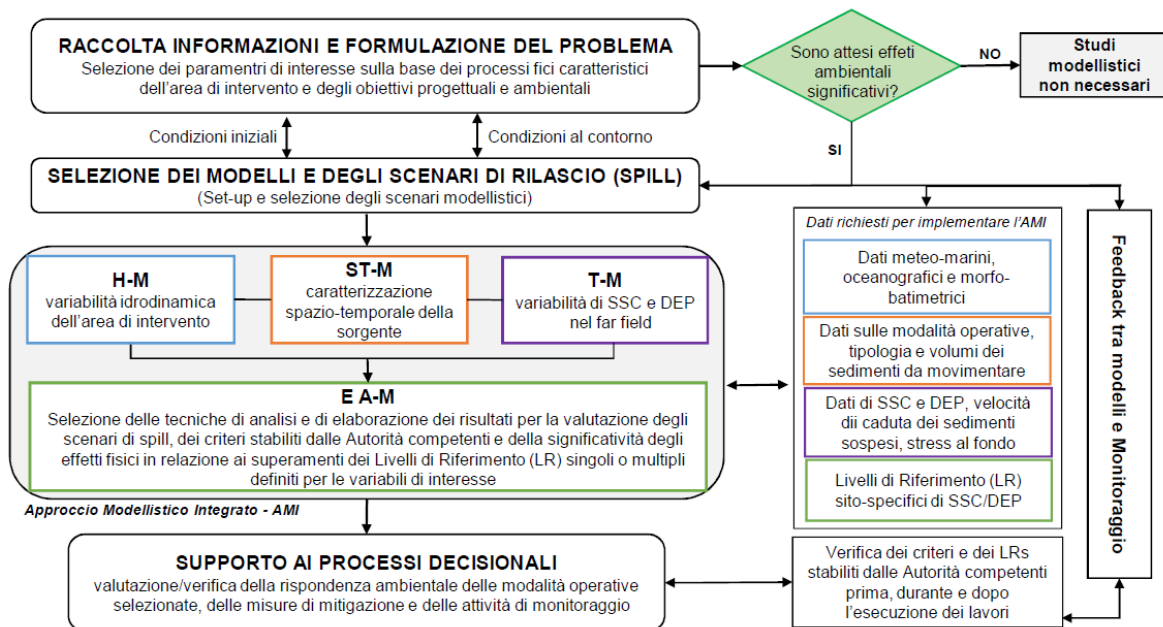 RACCOLTA INFORMAZIONI E FORMULAZIONE DEL PROBLEMA
Selezione dei paramentri di interesse sulla base dei processi fici caratteristici
dell'area di intervento e degli obiettivi progettuali e ambientali
Sono attesi effeti
ambientali
significativi?
NO
Studi
modellistici
non necessari
Condizioni iniziali
Condizioni al contorno
SI
SELEZIONE DEI MODELLI E DEGLI SCENARI DI RILASCIO (SPILL)
(Set-up e selezione degli scenari modellistici)
H-M
variabilità idrodinamica
dell'area di intervento
ST-M
caratterizzazione
spazio-temporale della
sorgente
T-M
variabilità di SSC e DEP
nel far field
E A-M
Selezione delle tecniche di analisi e di elaborazione dei risultati per la valutazione degli
scenari di spill, dei criteri stabiliti dalle Autorità competenti e della significatività degli
effetti fisici in relazione ai superamenti dei Livelli di Riferimento (LR) singoli o multipli
definiti per le variabili di interesse
Approccio Modellistico Integrato - AMI
Dati richiesti per implementare l'AMI
Dati meteo-marini,
oceanografici e morfo-
batimetrici
Dati sulle modalità operative,
tipologia e volumi dei
sedimenti da movimentare
Dati di SSC e DEP, velocità
dii caduta dei sedimenti
sospesi, stress al fondo
Livelli di Riferimento (LR)
sito-specifici di SSC/DEP
Feedback tra modelli e Monitoraggio
SUPPORTO AI PROCESSI DECISIONALI
valutazione/verifica della rispondenza ambientale delle modalità operative
selezionate, delle misure di mitigazione e delle attività di monitoraggio
Verifica dei criteri e dei LRs
stabiliti dalle Autorità competenti
prima, durante e dopo
l'esecuzione dei lavori